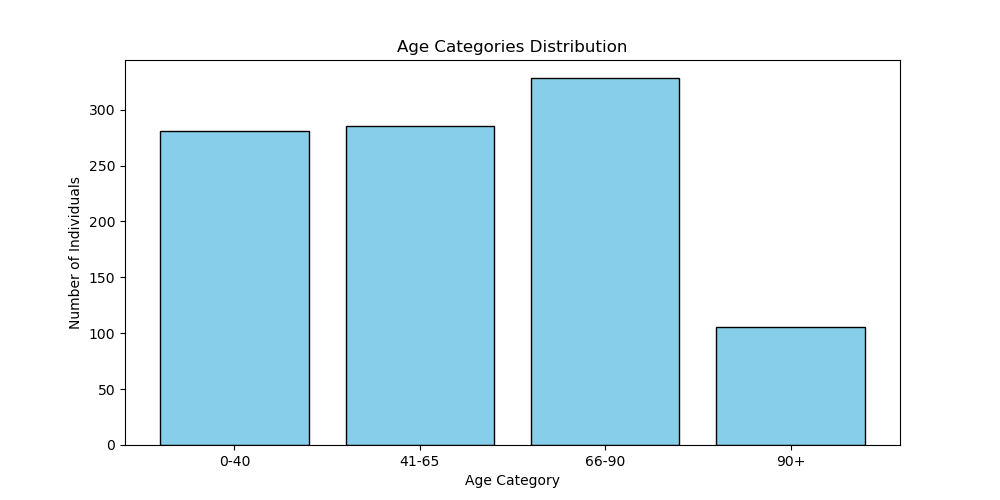 Age Categories Distribution
Number of Individuals
300
250
200
150
100
50
0
0-40 41-65 66-90 90+
Age Category